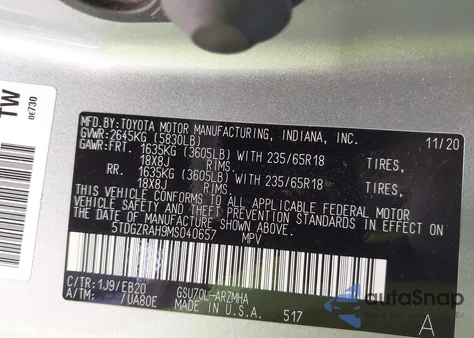 TW
0E730
MFD.BY:TOYOTA MOTOR MANUFACTURING, INDIANA, INC. 11/20
GVWR:2645KG (5830LB)
GAWR:FRT. 1635KG (3605LB) WITH 235/65R18 TIRES,
18X8J RIMS.
RR. 1635KG (3605LB) WITH 235/65R18 TIRES,
18X8J RIMS.
THIS VEHICLE CONFORMS TO ALL APPLICABLE FEDERAL MOTOR
VEHICLE SAFETY AND THEFT PREVENTION STANDARDS IN EFFECT
ON THE DATE OF MANUFACTURE SHOWN ABOVE.
5TDGZRAH9MS040657 MPV
C/TR:1J9/EB20 GSU70L-ARZMHA
A/TM: /UA80E MADE IN U.S.A. 517 A
autoSnap